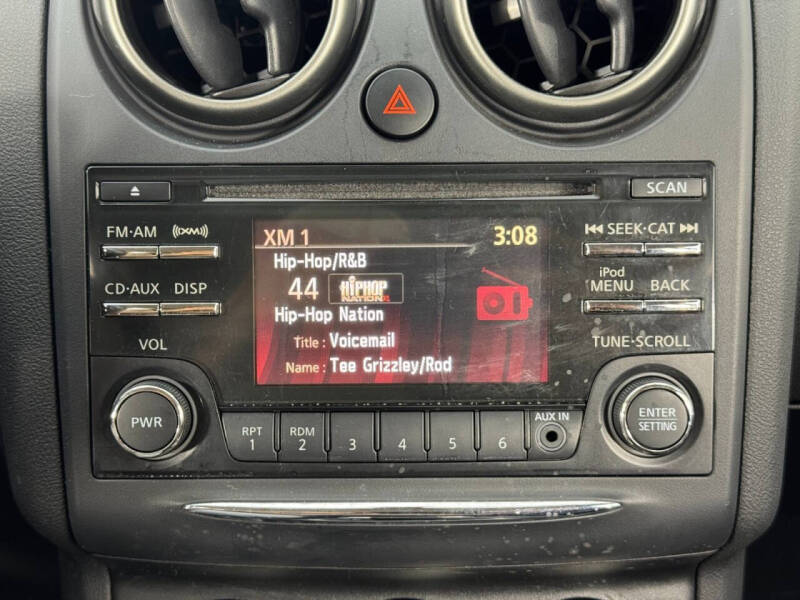 SCAN
FM·AM ((XM))
SEEK·CAT
XM 1 3:08
Hip-Hop/R&B
44 HIPHOP NATION
Hip-Hop Nation
Title : Voicemail
Name : Tee Grizzley/Rod
CD·AUX DISP
iPod
MENU BACK
VOL
TUNE·SCROLL
PWR
RPT
1
RDM
2
3
4
5
6
AUX IN
ENTER
SETTING